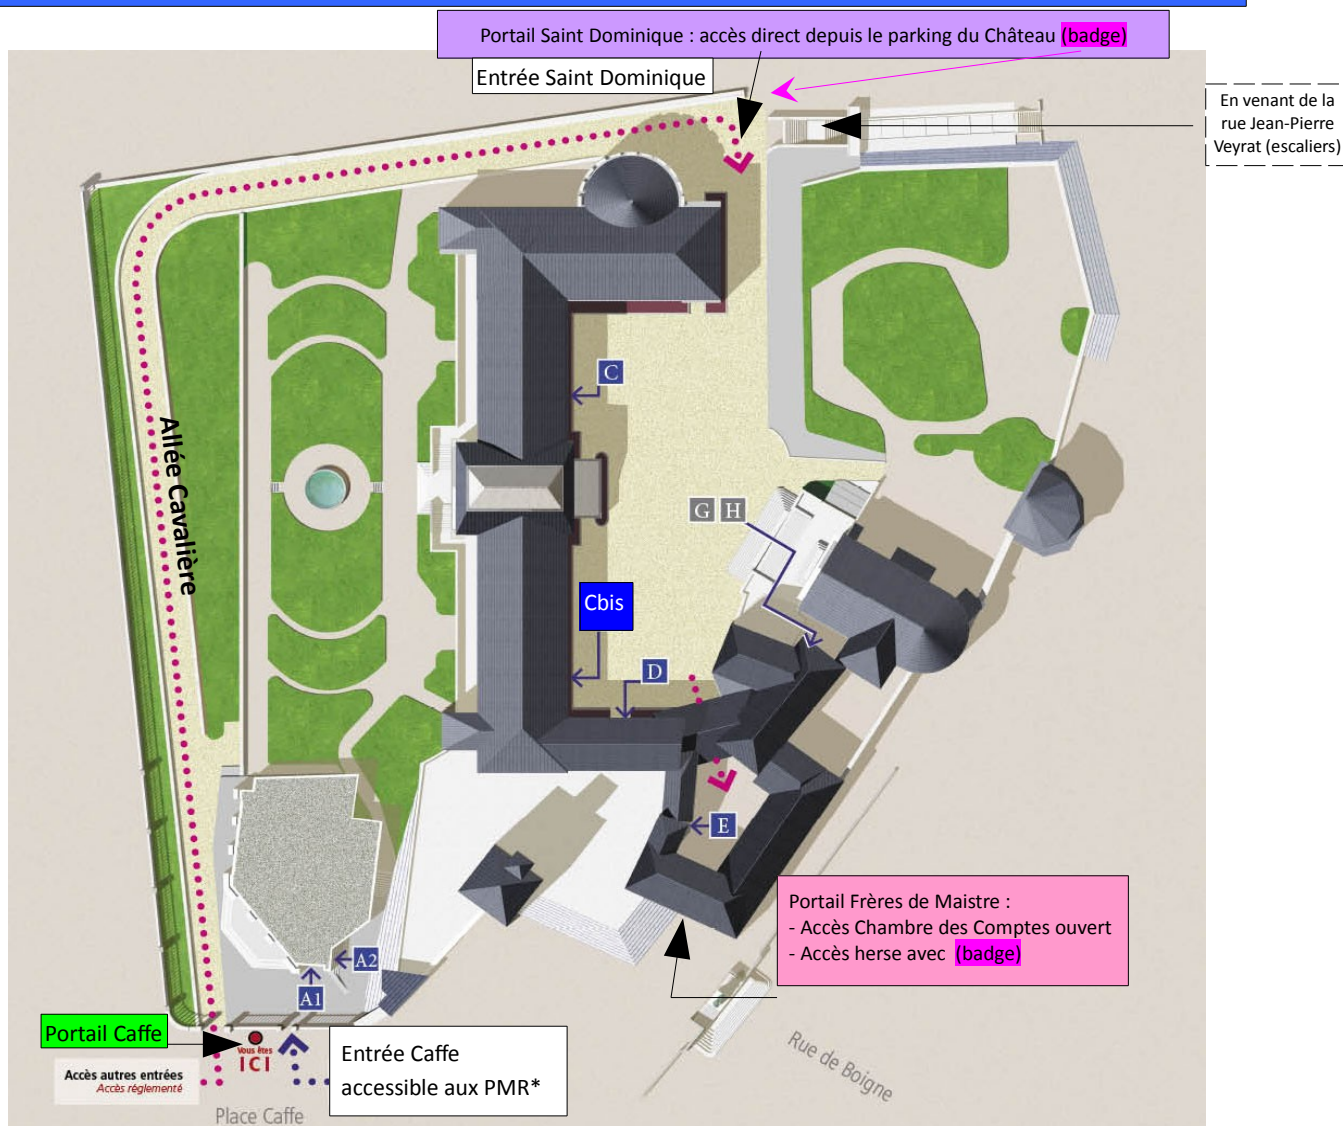 Portail Saint Dominique : accès direct depuis le parking du Château (badge)
Entrée Saint Dominique
En venant de la
rue Jean-Pierre
Veyrat (escaliers)
Allée Cavalière
C
G H
Cbis
D
E
Portail Frères de Maistre :
- Accès Chambre des Comptes ouvert
- Accès herse avec (badge)
A2
A1
Portail Caffe
Vous êtes
ICI
Entrée Caffe
accessible aux PMR*
Accès autres entrées
Accès réglementé
Place Caffe
Rue de Boigne